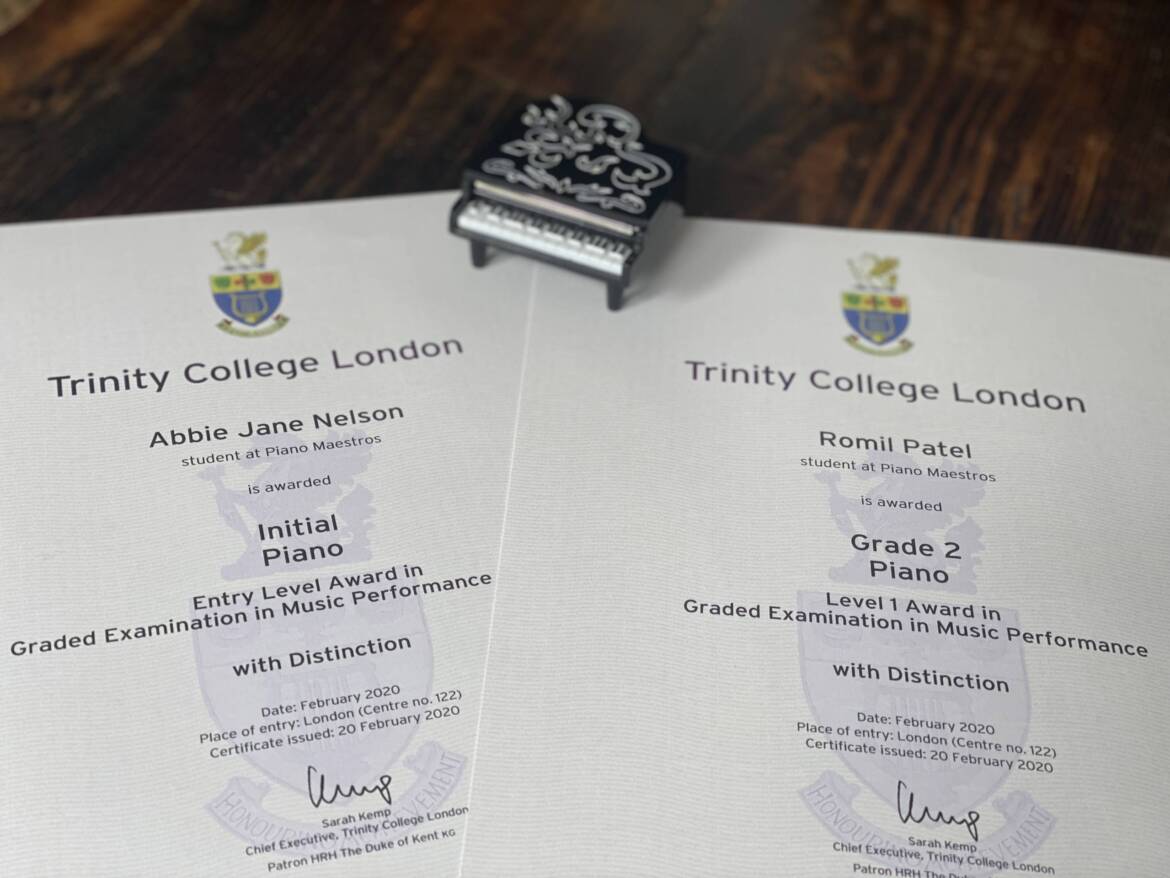 Trinity College London
Abbie Jane Nelson
student at Piano Maestros
is awarded
Initial
Piano
Entry Level Award in
Graded Examination in Music Performance
with Distinction
Date: February 2020
Place of entry: London (Centre no. 122)
Certificate issued: 20 February 2020
Sarah Kemp
Chief Executive, Trinity College London
Patron HRH The Duke of Kent KG
Trinity College London
Romil Patel
student at Piano Maestros
is awarded
Grade 2
Piano
Level 1 Award in
Graded Examination in Music Performance
with Distinction
Date: February 2020
Place of entry: London (Centre no. 122)
Certificate issued: 20 February 2020
Sarah Kemp
Chief Executive, Trinity College London
Patron HRH The